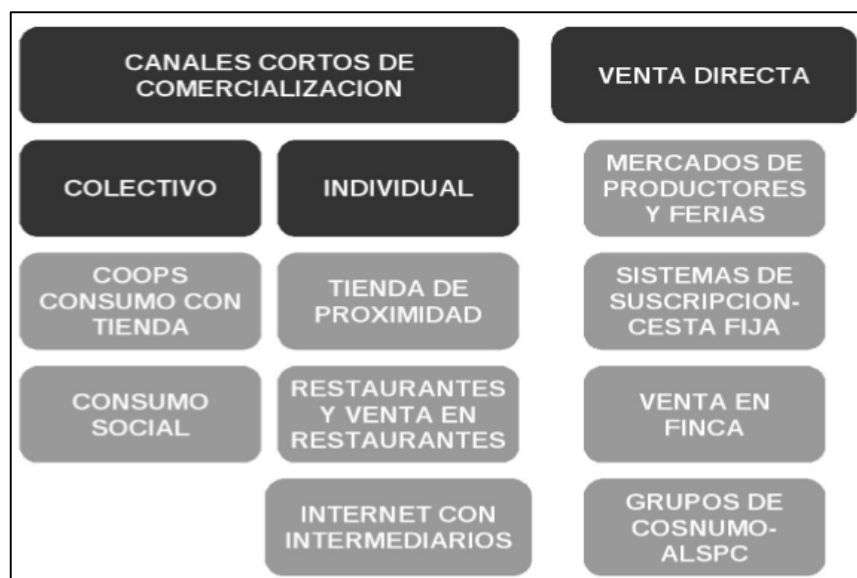 CANALES CORTOS DE
COMERCIALIZACION
VENTA DIRECTA
COLECTIVO
INDIVIDUAL
MERCADOS DE
PRODUCTORES
Y FERIAS
COOPS
CONSUMO CON
TIENDA
TIENDA DE
PROXIMIDAD
SISTEMAS DE
SUSCRIPCION-
CESTA FIJA
CONSUMO
SOCIAL
RESTAURANTES
Y VENTA EN
RESTAURANTES
VENTA EN
FINCA
INTERNET CON
INTERMEDIARIOS
GRUPOS DE
COSNUMO-
ALSPC